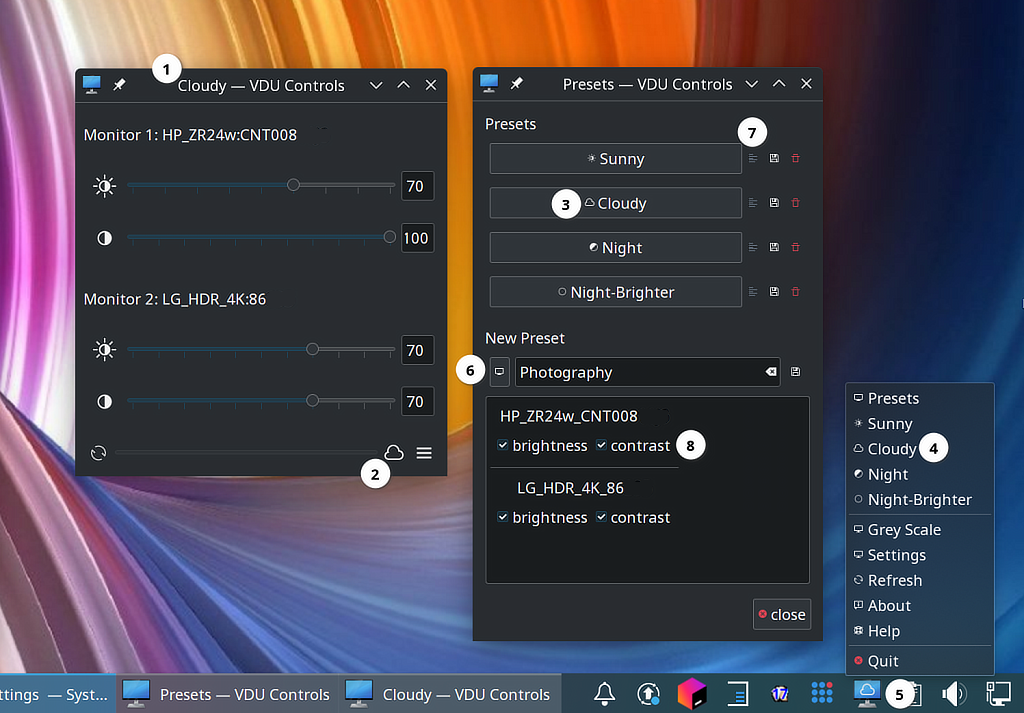 1
Cloudy — VDU Controls
Monitor 1: HP_ZR24w:CNT008
70
100
Monitor 2: LG_HDR_4K:86
70
70
2
Presets — VDU Controls
Presets
7
Sunny
3
Cloudy
Night
Night-Brighter
New Preset
6
Photography
HP_ZR24w_CNT008
brightness contrast 8
LG_HDR_4K_86
brightness contrast
close
Presets
Sunny
Cloudy 4
Night
Night-Brighter
Grey Scale
Settings
Refresh
About
Help
Quit
ttings — Syst...
Presets — VDU Controls
Cloudy — VDU Controls
17
5